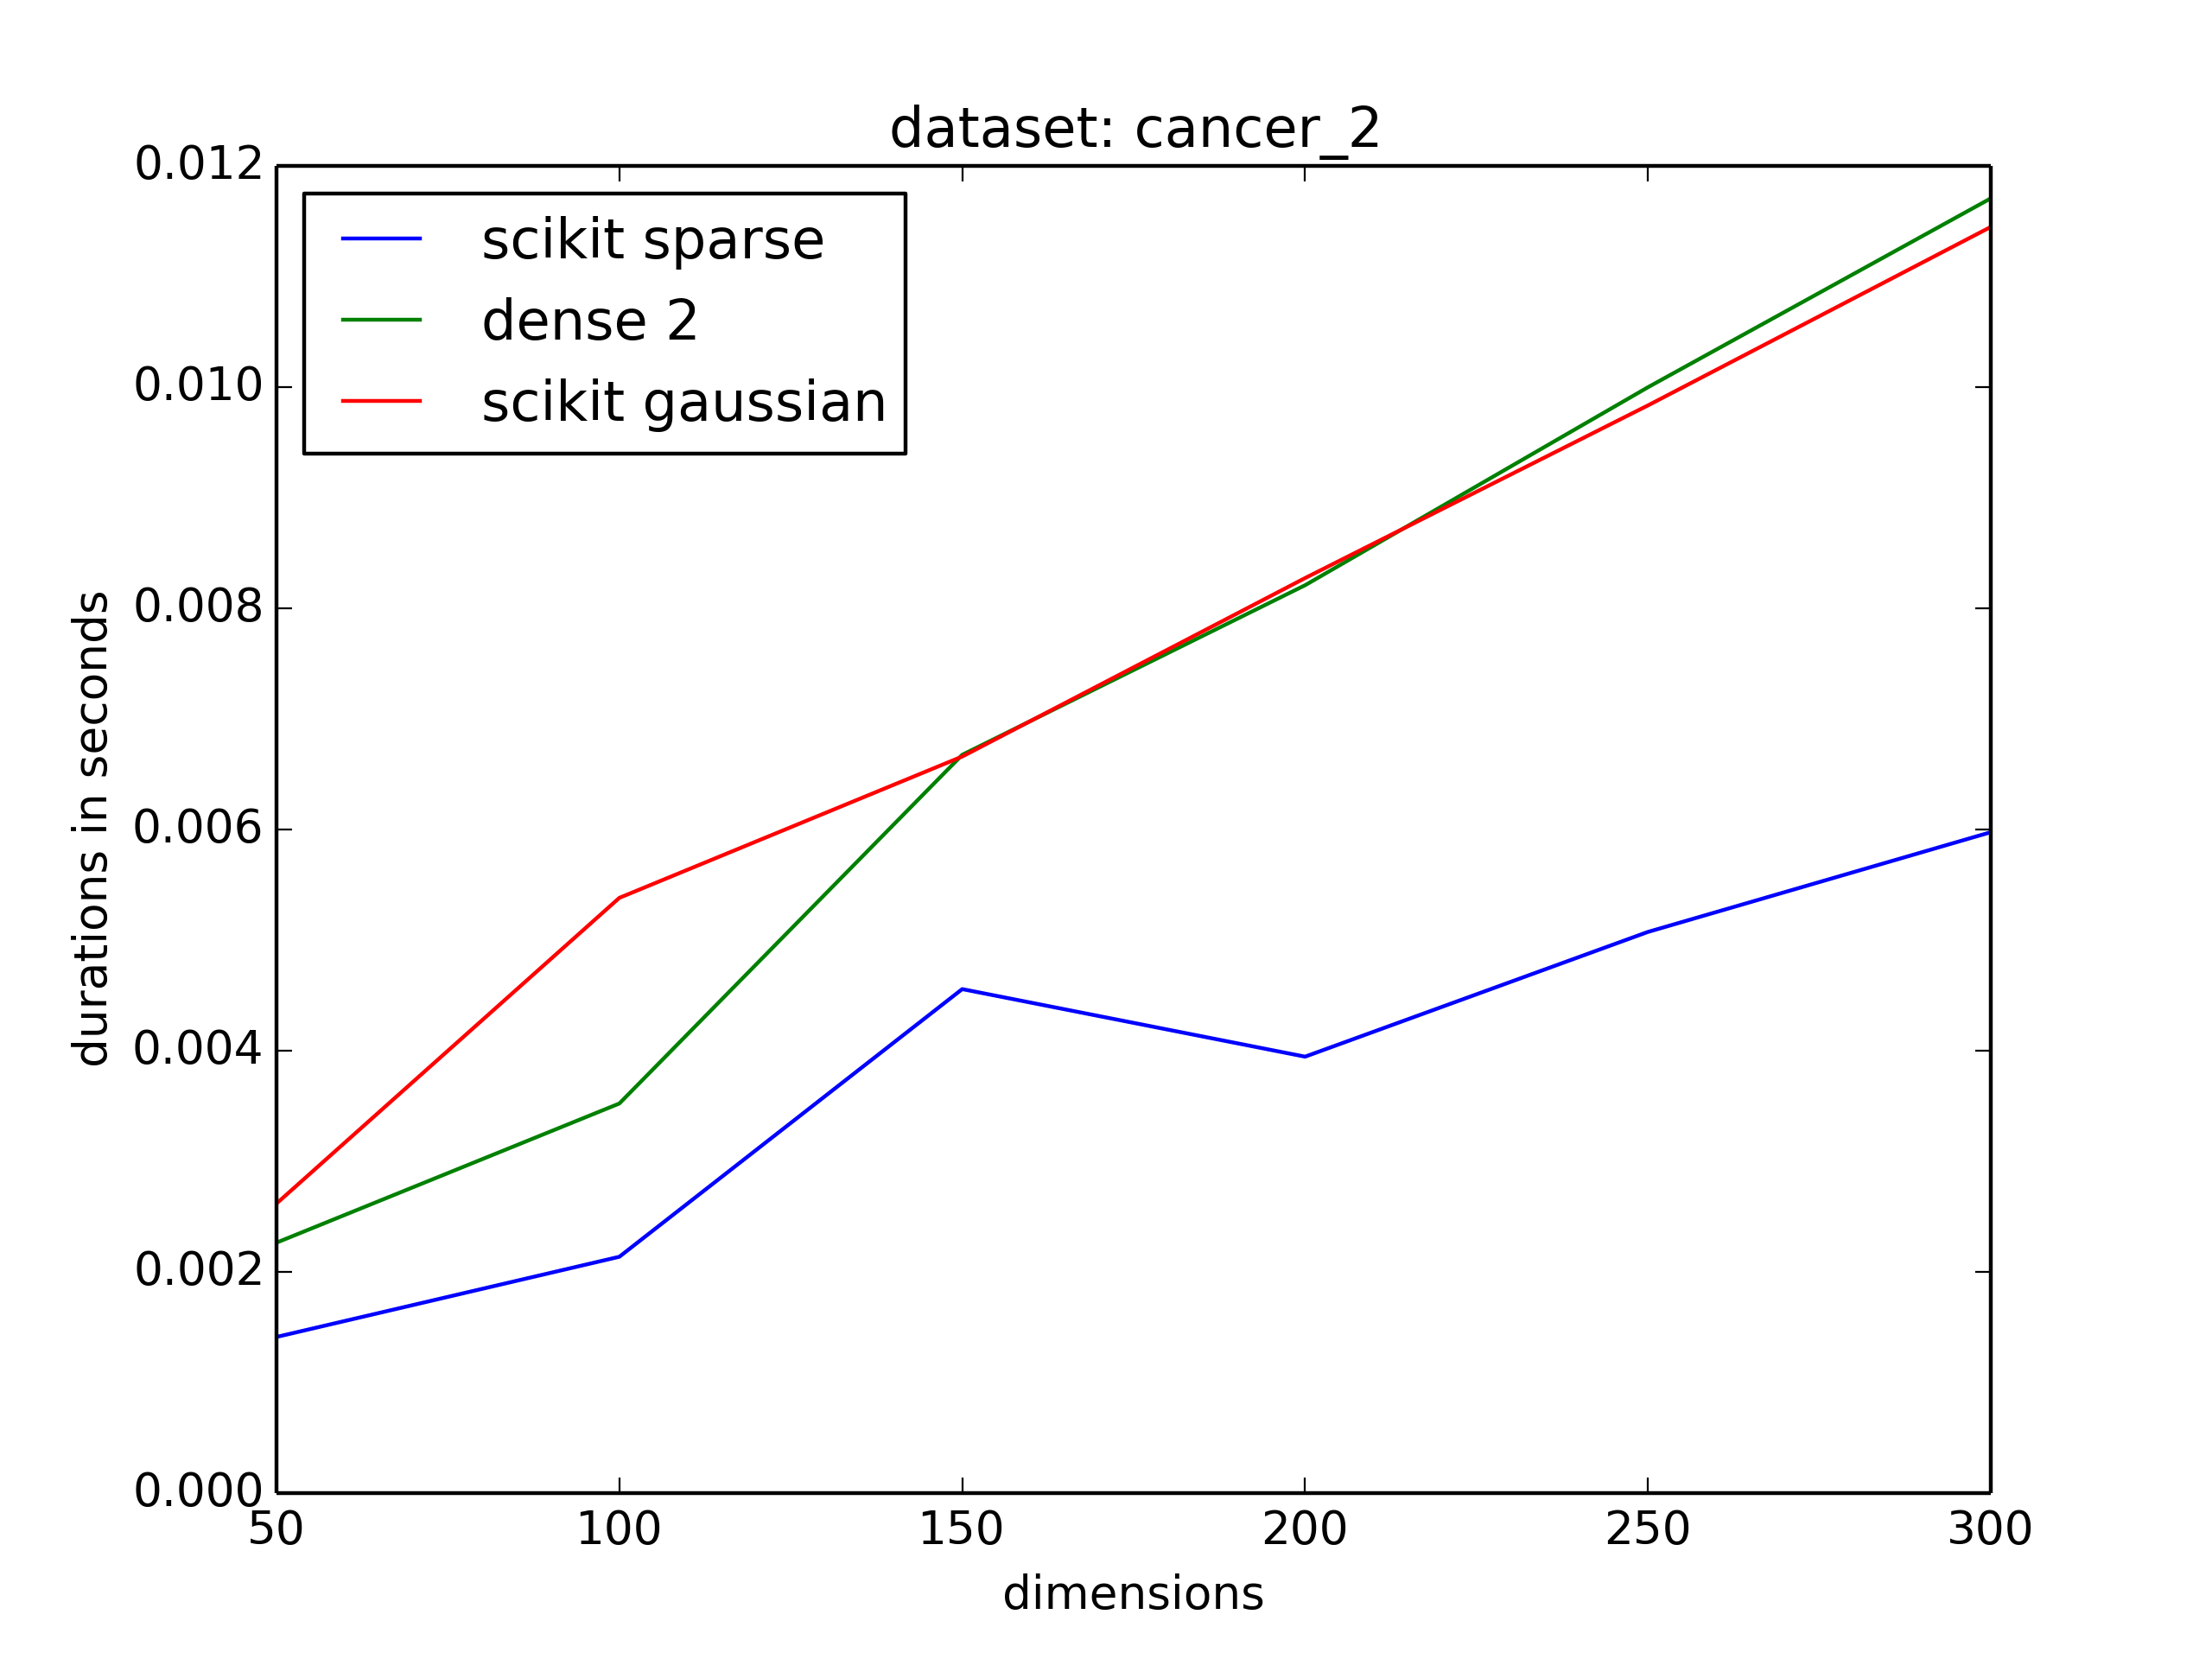 dataset: cancer_2
0.012
scikit sparse
dense 2
scikit gaussian
0.010
0.008
0.006
0.004
0.002
0.000
durations in seconds
50 100 150 200 250 300
dimensions